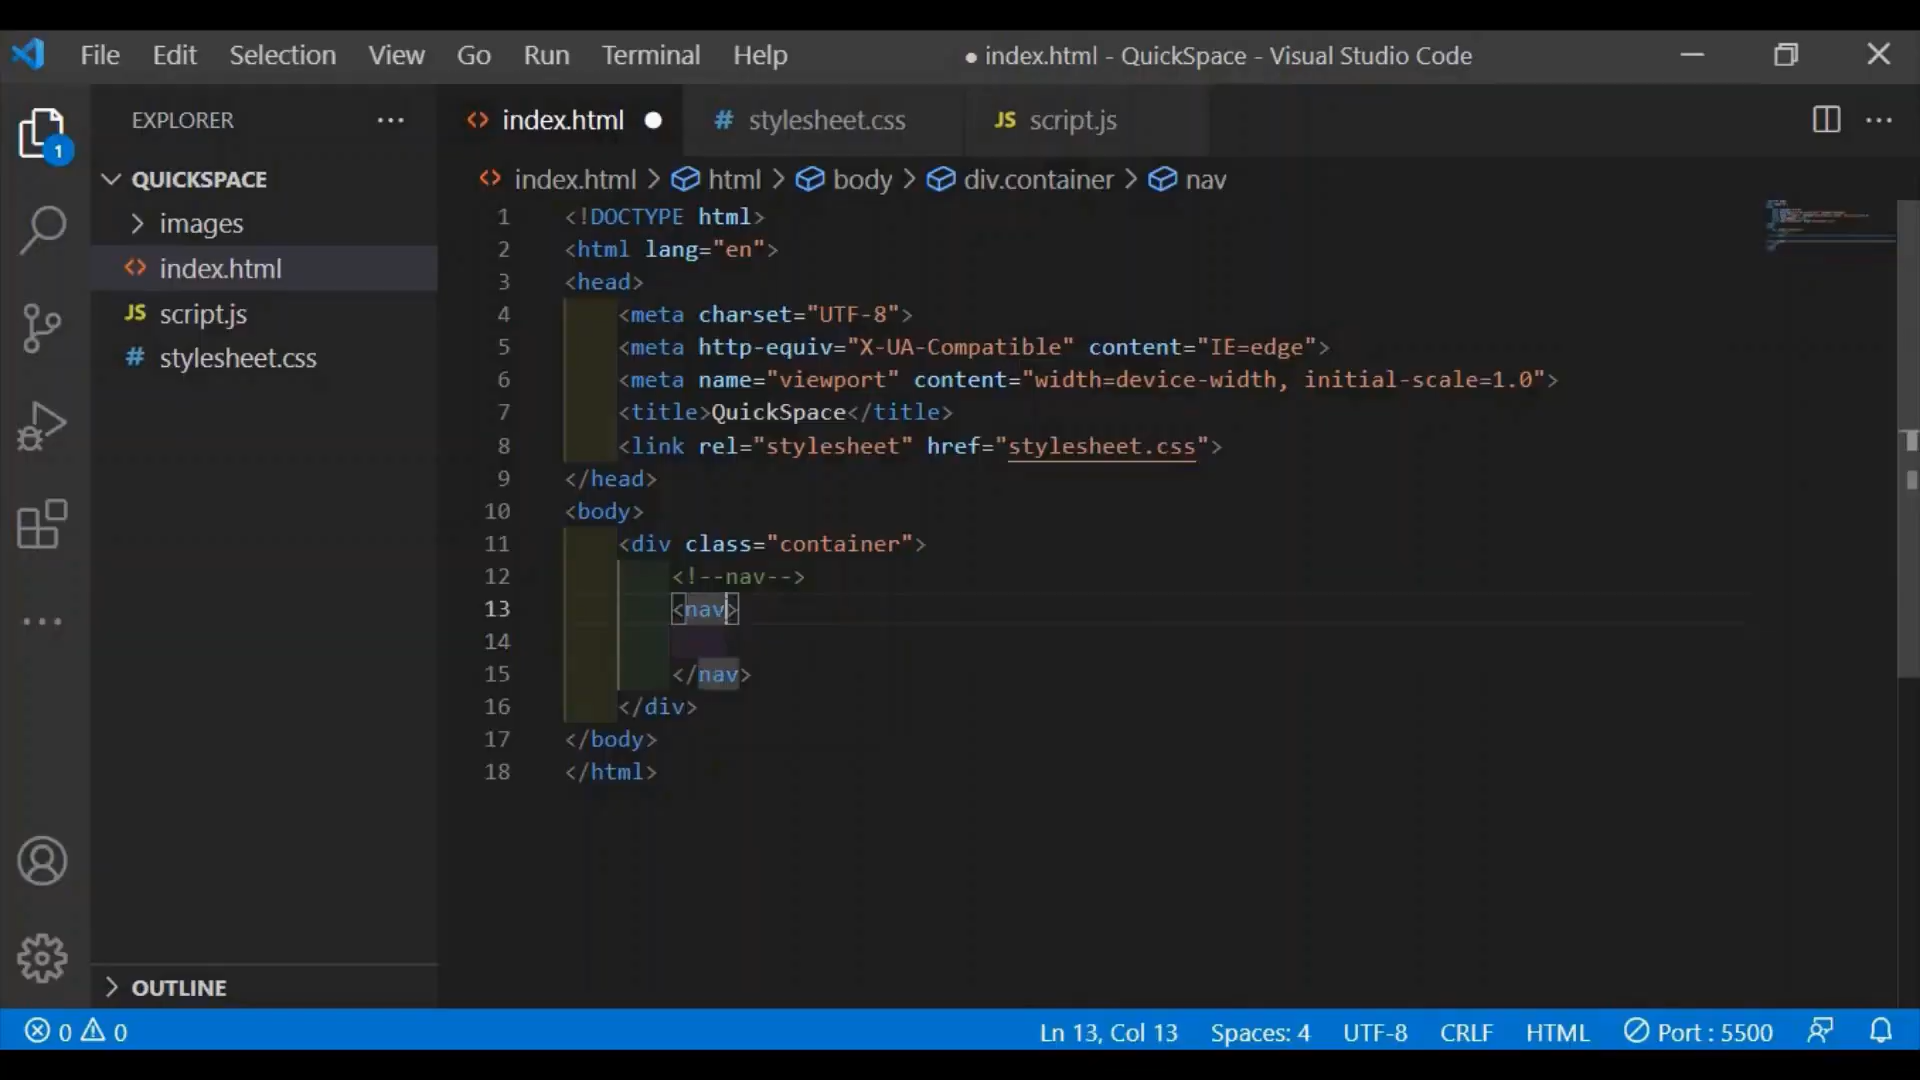 File Edit Selection View Go Run Terminal Help ● index.html - QuickSpace - Visual Studio Code
EXPLORER ···
<> index.html ● # stylesheet.css JS script.js ···
1
QUICKSPACE
images
<> index.html
JS script.js
# stylesheet.css
OUTLINE
<> index.html > html > body > div.container > nav
1 <!DOCTYPE html>
2 <html lang="en">
3 <head>
4 <meta charset="UTF-8">
5 <meta http-equiv="X-UA-Compatible" content="IE=edge">
6 <meta name="viewport" content="width=device-width, initial-scale=1.0">
7 <title>QuickSpace</title>
8 <link rel="stylesheet" href="stylesheet.css">
9 </head>
10 <body>
11 <div class="container">
12 <!--nav-->
13 <nav>
14
15 </nav>
16 </div>
17 </body>
18 </html>
0 0 Ln 13, Col 13 Spaces: 4 UTF-8 CRLF HTML Port : 5500